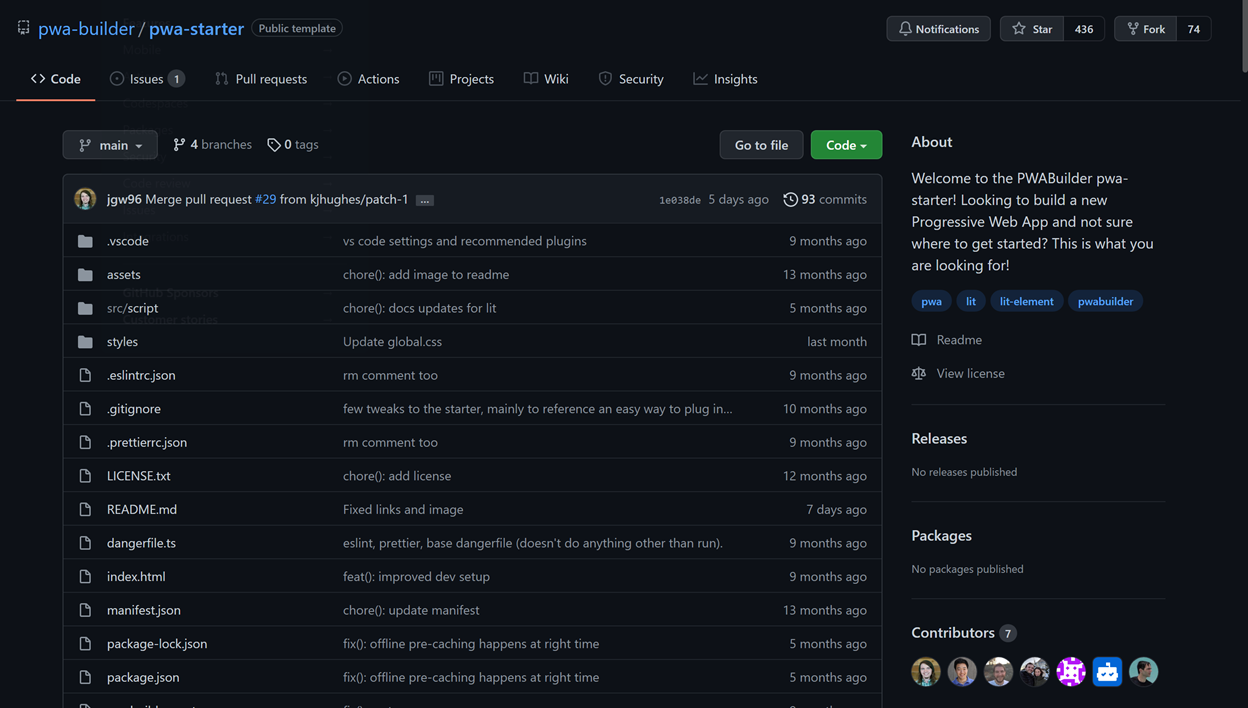 pwa-builder / pwa-starter Public template
Notifications Star 436 Fork 74
Code Issues 1 Pull requests Actions Projects Wiki Security Insights
main 4 branches 0 tags Go to file Code
jgw96 Merge pull request #29 from kjhughes/patch-1 ... 1e038de 5 days ago 93 commits
.vscode vs code settings and recommended plugins 9 months ago
assets chore(): add image to readme 13 months ago
GitHub Sponsors
src/script chore(): docs updates for lit 5 months ago
Customer stories
styles Update global.css last month
.eslintrc.json rm comment too 9 months ago
.gitignore few tweaks to the starter, mainly to reference an easy way to plug in... 10 months ago
.prettierrc.json rm comment too 9 months ago
LICENSE.txt chore(): add license 12 months ago
README.md Fixed links and image 7 days ago
dangerfile.ts eslint, prettier, base dangerfile (doesn't do anything other than run). 9 months ago
index.html feat(): improved dev setup 9 months ago
manifest.json chore(): update manifest 13 months ago
package-lock.json fix(): offline pre-caching happens at right time 5 months ago
package.json fix(): offline pre-caching happens at right time 5 months ago
About
Welcome to the PWABuilder pwa-
starter! Looking to build a new
Progressive Web App and not sure
where to get started? This is what you
are looking for!
pwa lit lit-element pwabuilder
Readme
View license
Releases
No releases published
Packages
No packages published
Contributors 7